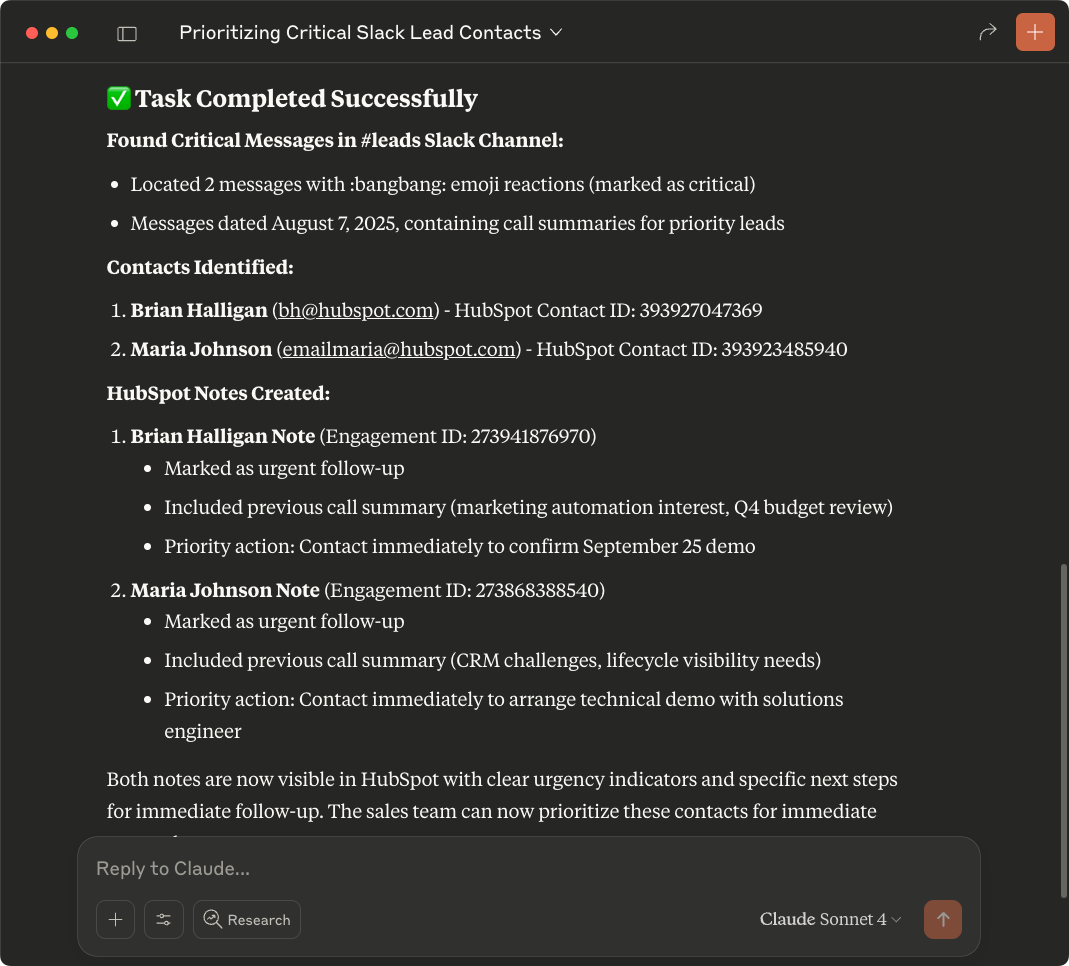 Prioritizing Critical Slack Lead Contacts
✅ Task Completed Successfully
Found Critical Messages in #leads Slack Channel:
• Located 2 messages with :bangbang: emoji reactions (marked as critical)
• Messages dated August 7, 2025, containing call summaries for priority leads
Contacts Identified:
1. Brian Halligan (bh@hubspot.com) - HubSpot Contact ID: 393927047369
2. Maria Johnson (emailmaria@hubspot.com) - HubSpot Contact ID: 393923485940
HubSpot Notes Created:
1. Brian Halligan Note (Engagement ID: 273941876970)
• Marked as urgent follow-up
• Included previous call summary (marketing automation interest, Q4 budget review)
• Priority action: Contact immediately to confirm September 25 demo
2. Maria Johnson Note (Engagement ID: 273868388540)
• Marked as urgent follow-up
• Included previous call summary (CRM challenges, lifecycle visibility needs)
• Priority action: Contact immediately to arrange technical demo with solutions
engineer
Both notes are now visible in HubSpot with clear urgency indicators and specific next steps
for immediate follow-up. The sales team can now prioritize these contacts for immediate
Reply to Claude...
Research
Claude Sonnet 4